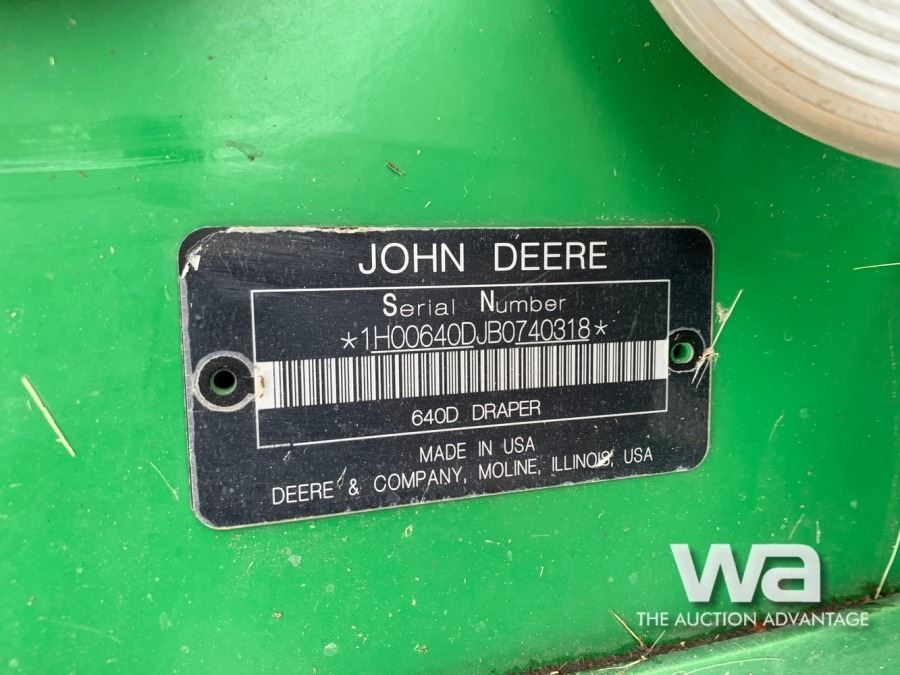 JOHN DEERE
Serial Number
*1H00640DJB0740318*
640D DRAPER
MADE IN USA
DEERE & COMPANY, MOLINE, ILLINOIS, USA
wa
THE AUCTION ADVANTAGE